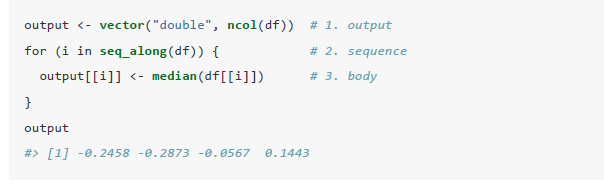 output <- vector("double", ncol(df))  # 1. output
for (i in seq_along(df)) {            # 2. sequence
  output[[i]] <- median(df[[i]])      # 3. body
}
output
#> [1] -0.2458 -0.2873 -0.0567  0.1443